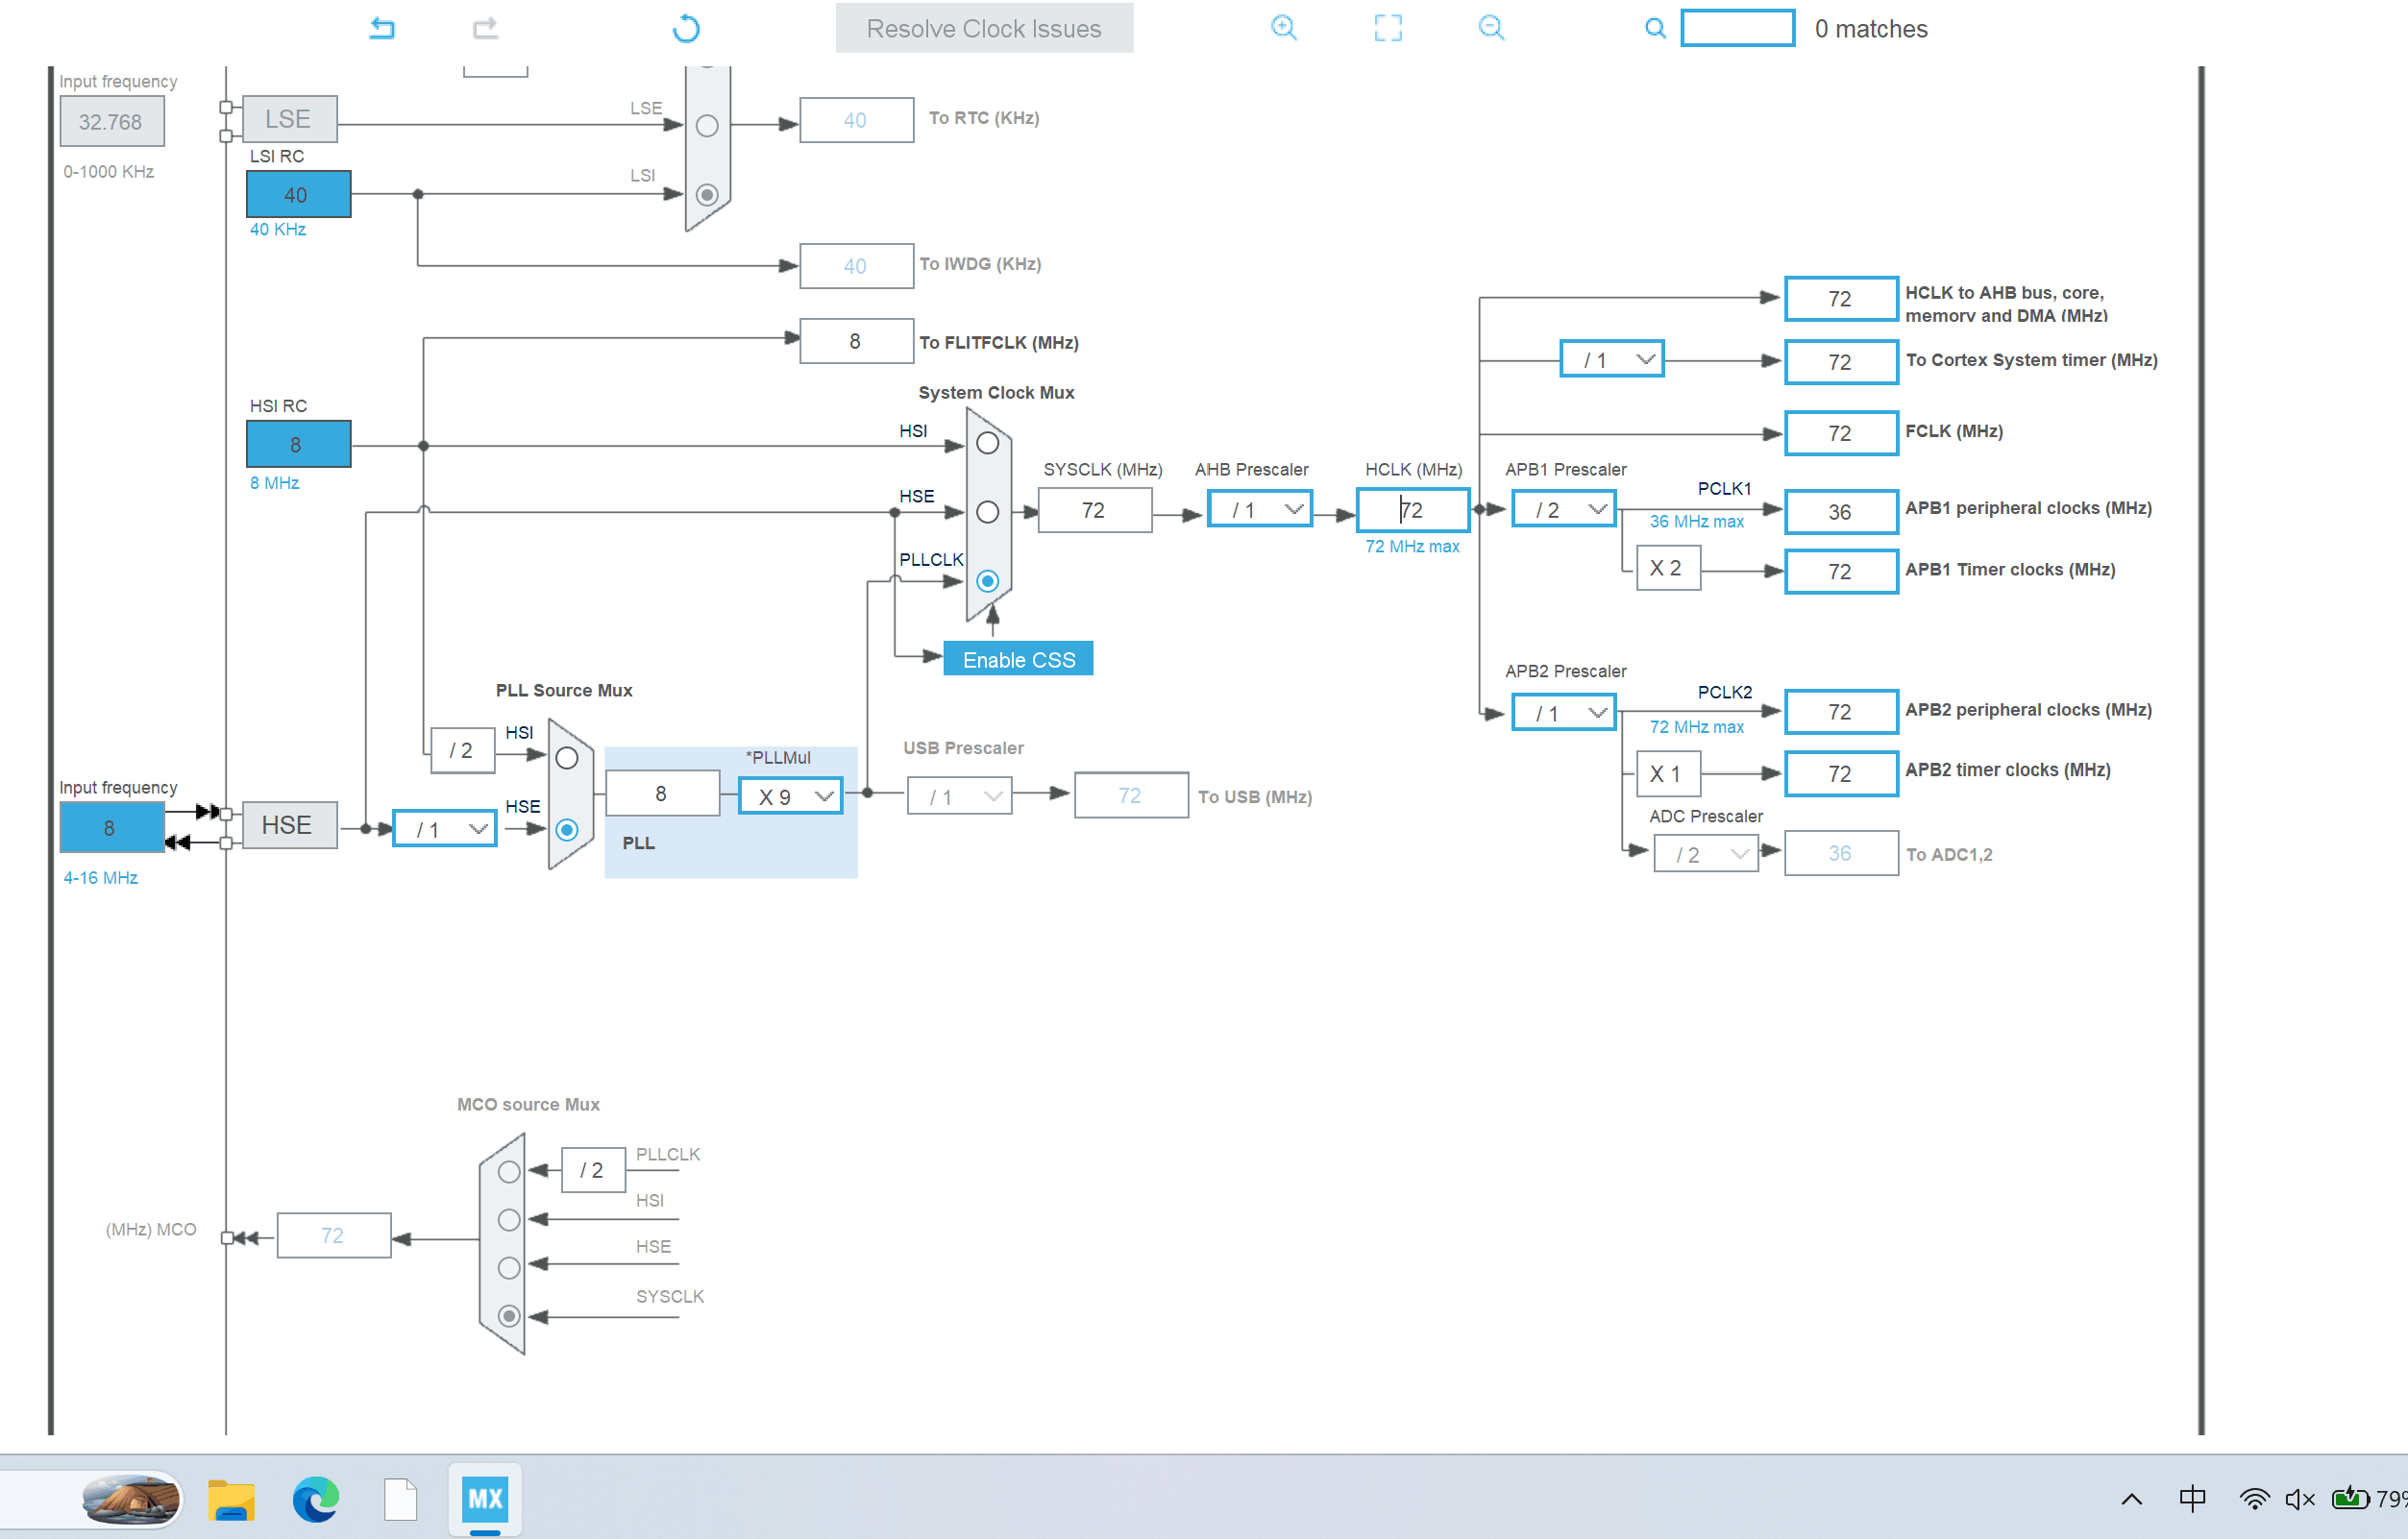 Resolve Clock Issues
0 matches
Input frequency
32.768
0-1000 KHz
LSE
LSE
40
To RTC (KHz)
LSI RC
40
40 KHz
LSI
40
To IWDG (KHz)
8
To FLITFCLK (MHz)
HSI RC
8
8 MHz
System Clock Mux
HSI
HSE
PLLCLK
Enable CSS
SYSCLK (MHz)
72
AHB Prescaler
/ 1
HCLK (MHz)
72
72 MHz max
72
HCLK to AHB bus, core,
memory and DMA (MHz)
/ 1
72
To Cortex System timer (MHz)
72
FCLK (MHz)
APB1 Prescaler
/ 2
PCLK1
36 MHz max
36
APB1 peripheral clocks (MHz)
X 2
72
APB1 Timer clocks (MHz)
APB2 Prescaler
/ 1
PCLK2
72 MHz max
72
APB2 peripheral clocks (MHz)
X 1
72
APB2 timer clocks (MHz)
ADC Prescaler
/ 2
36
To ADC1,2
PLL Source Mux
/ 2
HSI
HSE
Input frequency
8
4-16 MHz
HSE
/ 1
8
*PLLMul
X 9
PLL
USB Prescaler
/ 1
72
To USB (MHz)
MCO source Mux
/ 2
PLLCLK
HSI
HSE
SYSCLK
(MHz) MCO
72
MX
中
79%